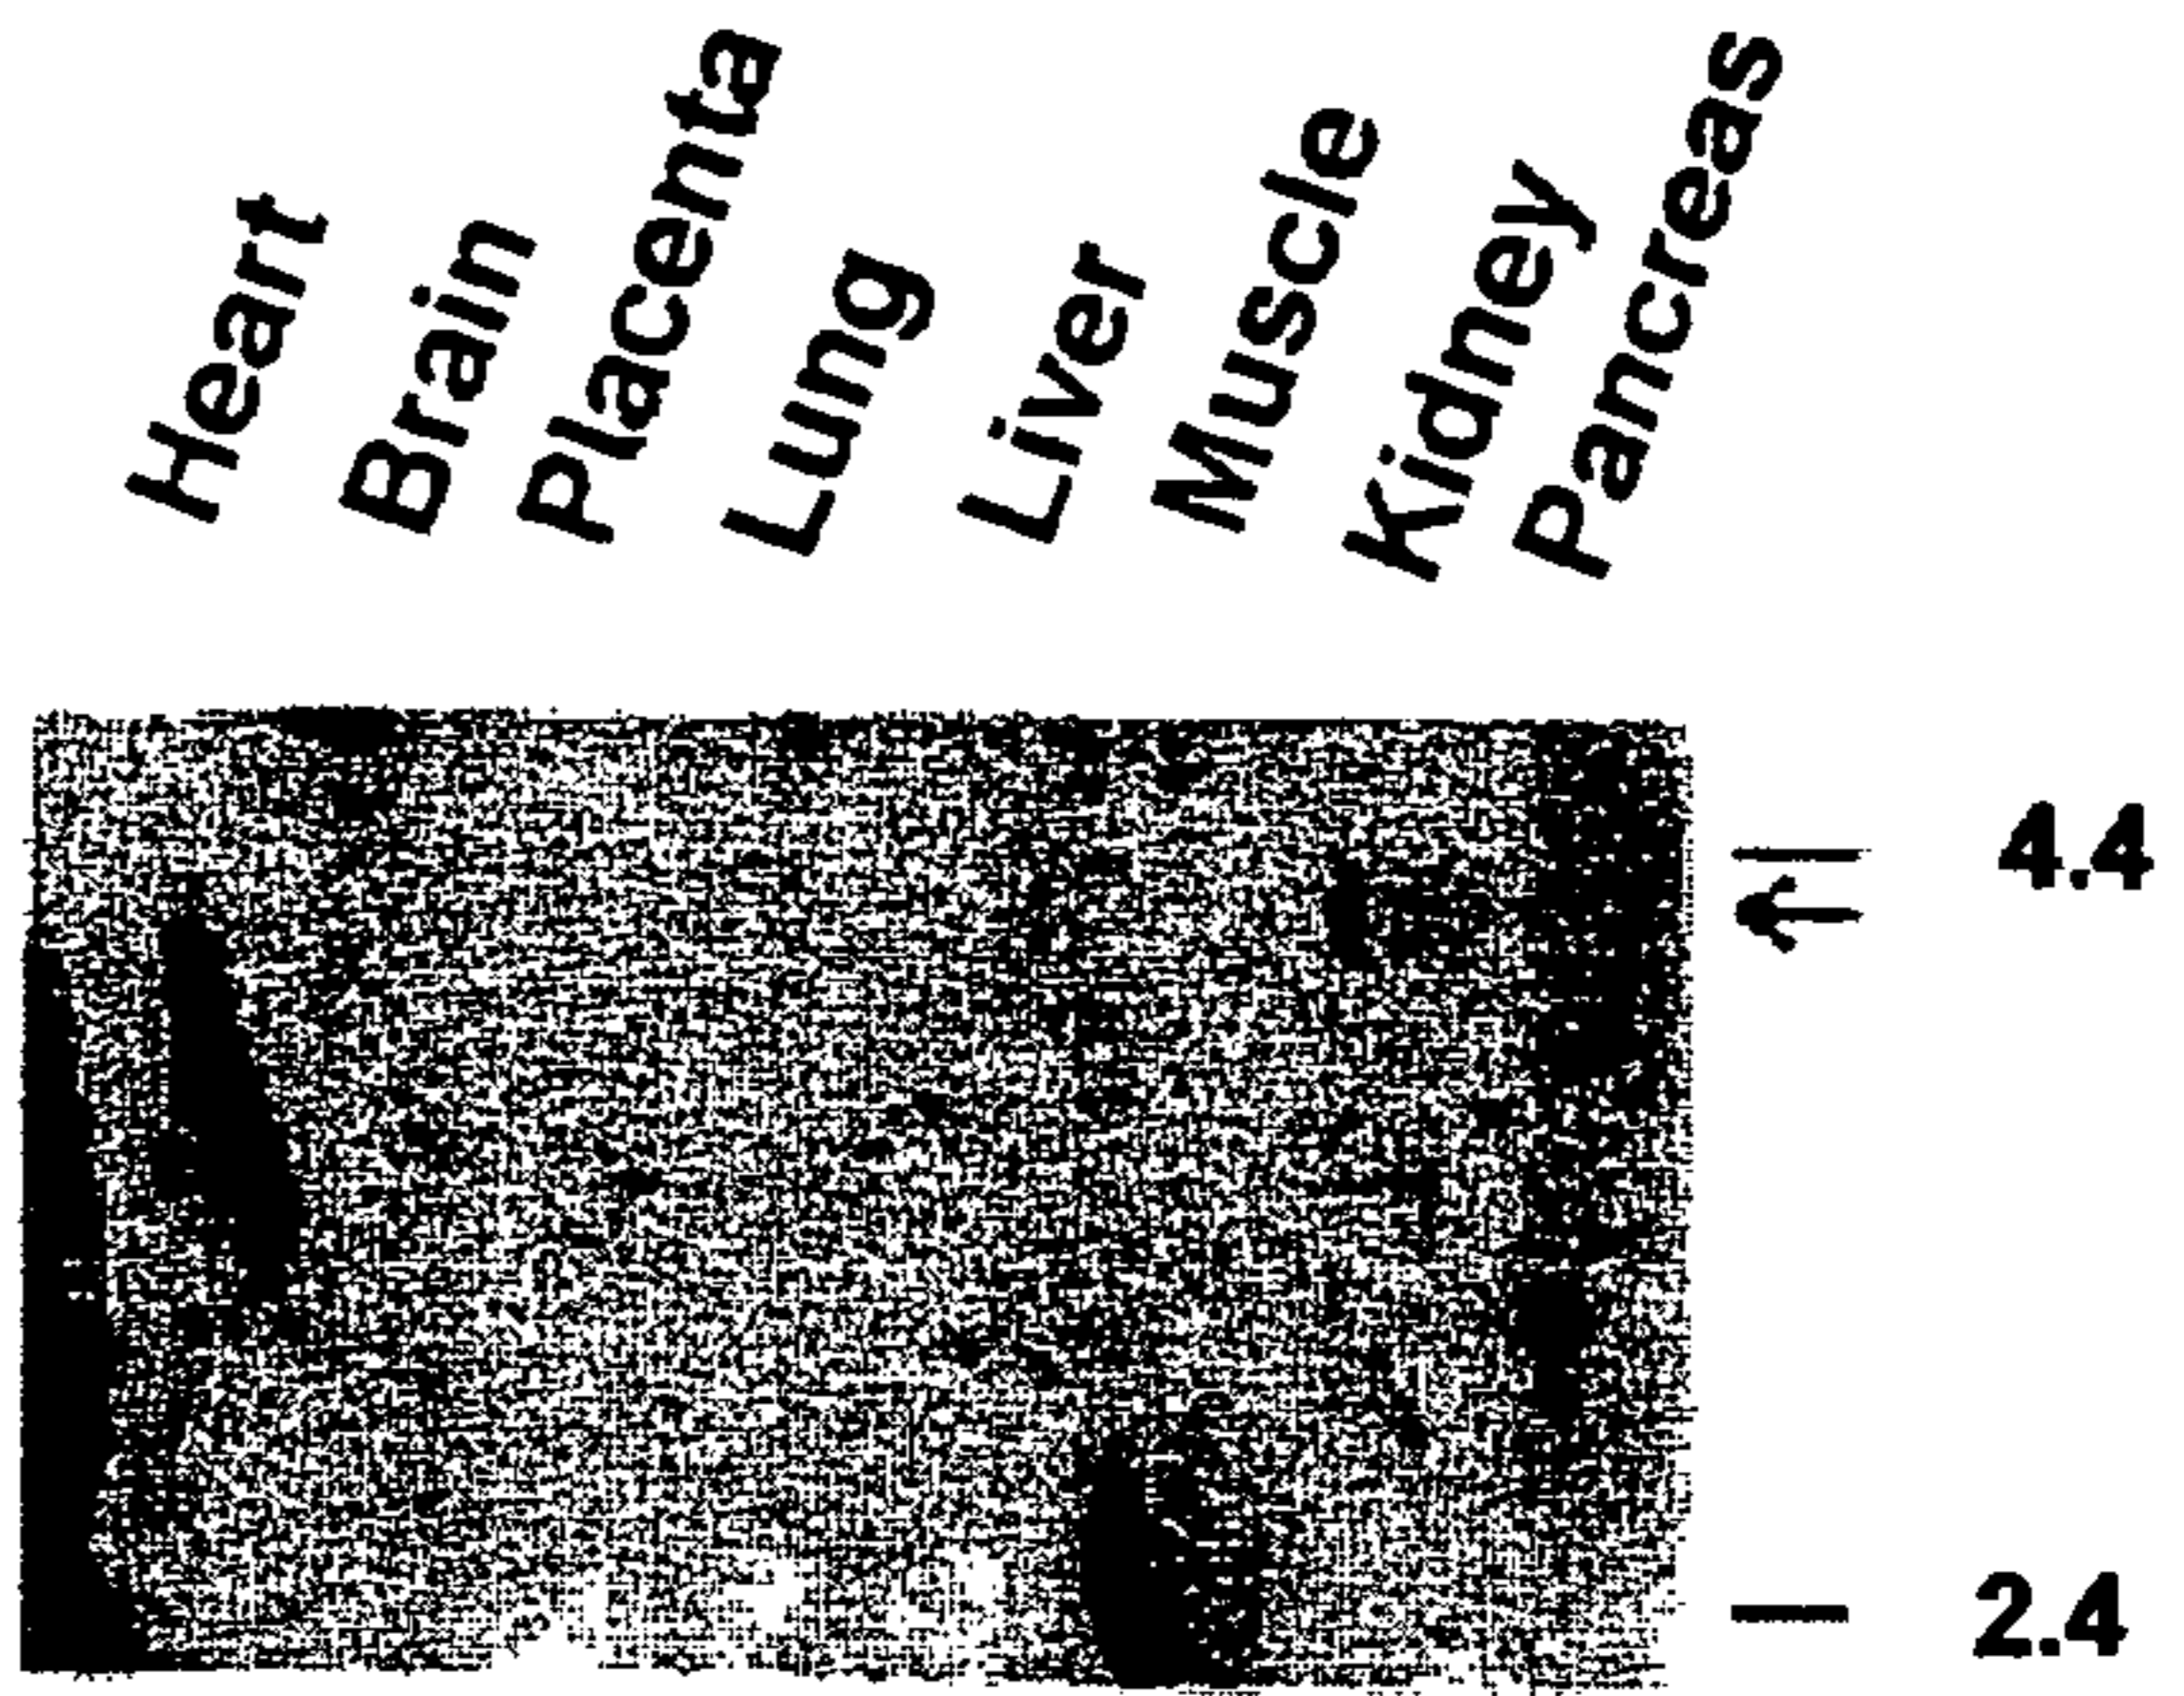 Heart
Brain
Placenta
Lung
Liver
Muscle
Kidney
Pancreas
4.4
2.4